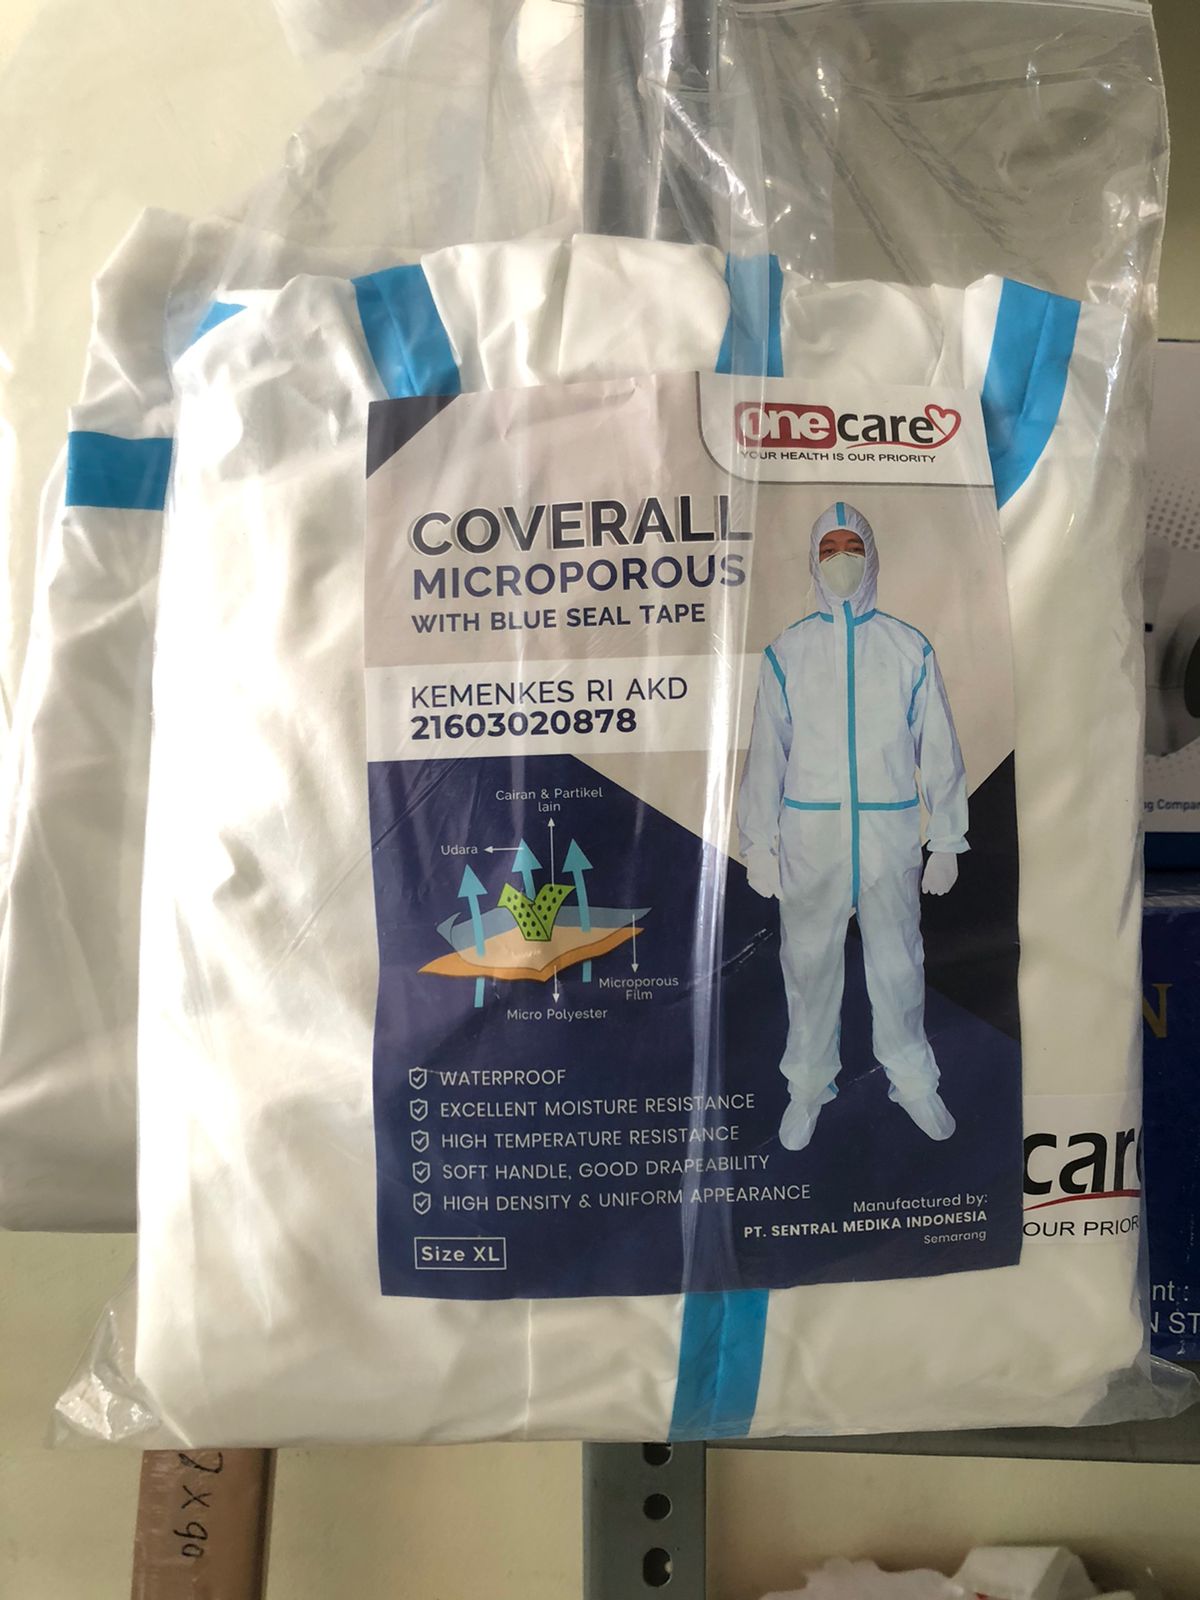 onecare
YOUR HEALTH IS OUR PRIORITY
COVERALL
MICROPOROUS
WITH BLUE SEAL TAPE
KEMENKES RI AKD
21603020878
Cairan & Partikel
lain
Udara
Microporous
Film
Micro Polyester
WATERPROOF
EXCELLENT MOISTURE RESISTANCE
HIGH TEMPERATURE RESISTANCE
SOFT HANDLE, GOOD DRAPEABILITY
HIGH DENSITY & UNIFORM APPEARANCE
Size XL
Manufactured by:
PT. SENTRAL MEDIKA INDONESIA
Semarang
care
OUR PRIOR